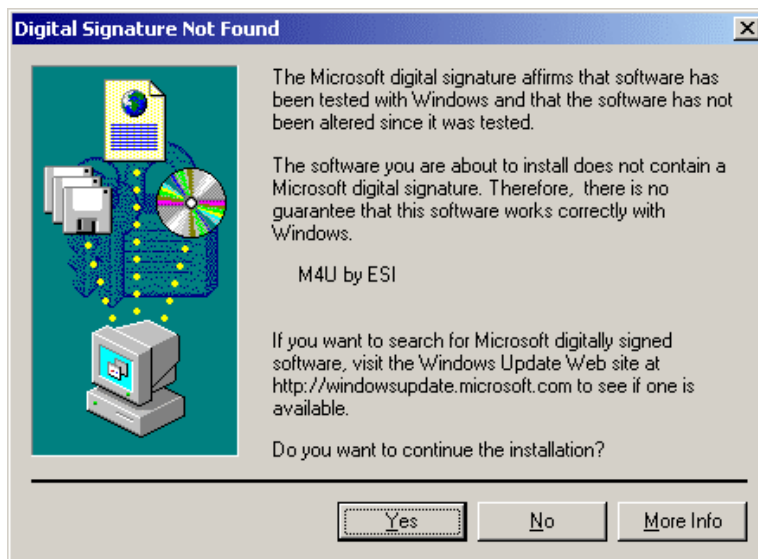 Digital Signature Not Found
The Microsoft digital signature affirms that software has
been tested with Windows and that the software has not
been altered since it was tested.
The software you are about to install does not contain a
Microsoft digital signature. Therefore, there is no
guarantee that this software works correctly with
Windows.
M4U by ESI
If you want to search for Microsoft digitally signed
software, visit the Windows Update Web site at
http://windowsupdate.microsoft.com to see if one is
available.
Do you want to continue the installation?
Yes
No
More Info